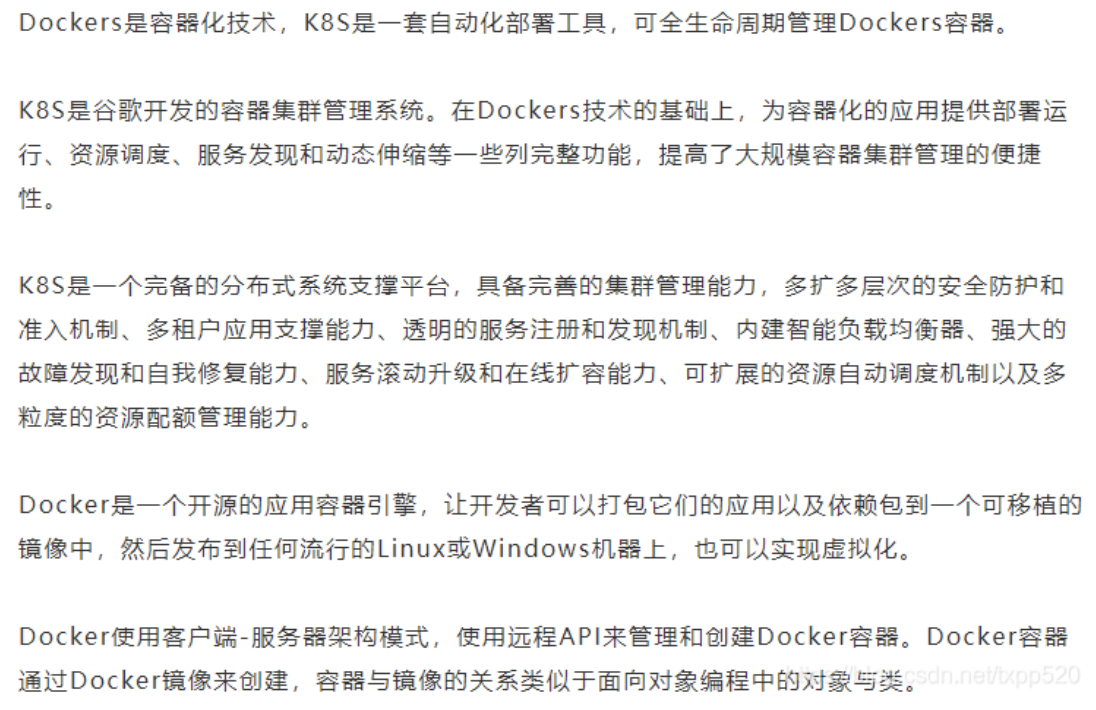 Dockers是容器化技术，K8S是一套自动化部署工具，可全生命周期管理Dockers容器。
K8S是谷歌开发的容器集群管理系统。在Dockers技术的基础上，为容器化的应用提供部署运
行、资源调度、服务发现和动态伸缩等一些列完整功能，提高了大规模容器集群管理的便捷
性。
K8S是一个完备的分布式系统支撑平台，具备完善的集群管理能力，多扩多层次的安全防护和
准入机制、多租户应用支撑能力、透明的服务注册和发现机制、内建智能负载均衡器、强大的
故障发现和自我修复能力、服务滚动升级和在线扩容能力、可扩展的资源自动调度机制以及多
粒度的资源配额管理能力。
Docker是一个开源的应用容器引擎，让开发者可以打包它们的应用以及依赖包到一个可移植的
镜像中，然后发布到任何流行的Linux或Windows机器上，也可以实现虚拟化。
Docker使用客户端-服务器架构模式，使用远程API来管理和创建Docker容器。Docker容器
通过Docker镜像来创建，容器与镜像的关系类似于面向对象编程中的对象与类。
https://blog.csdn.net/txpp520